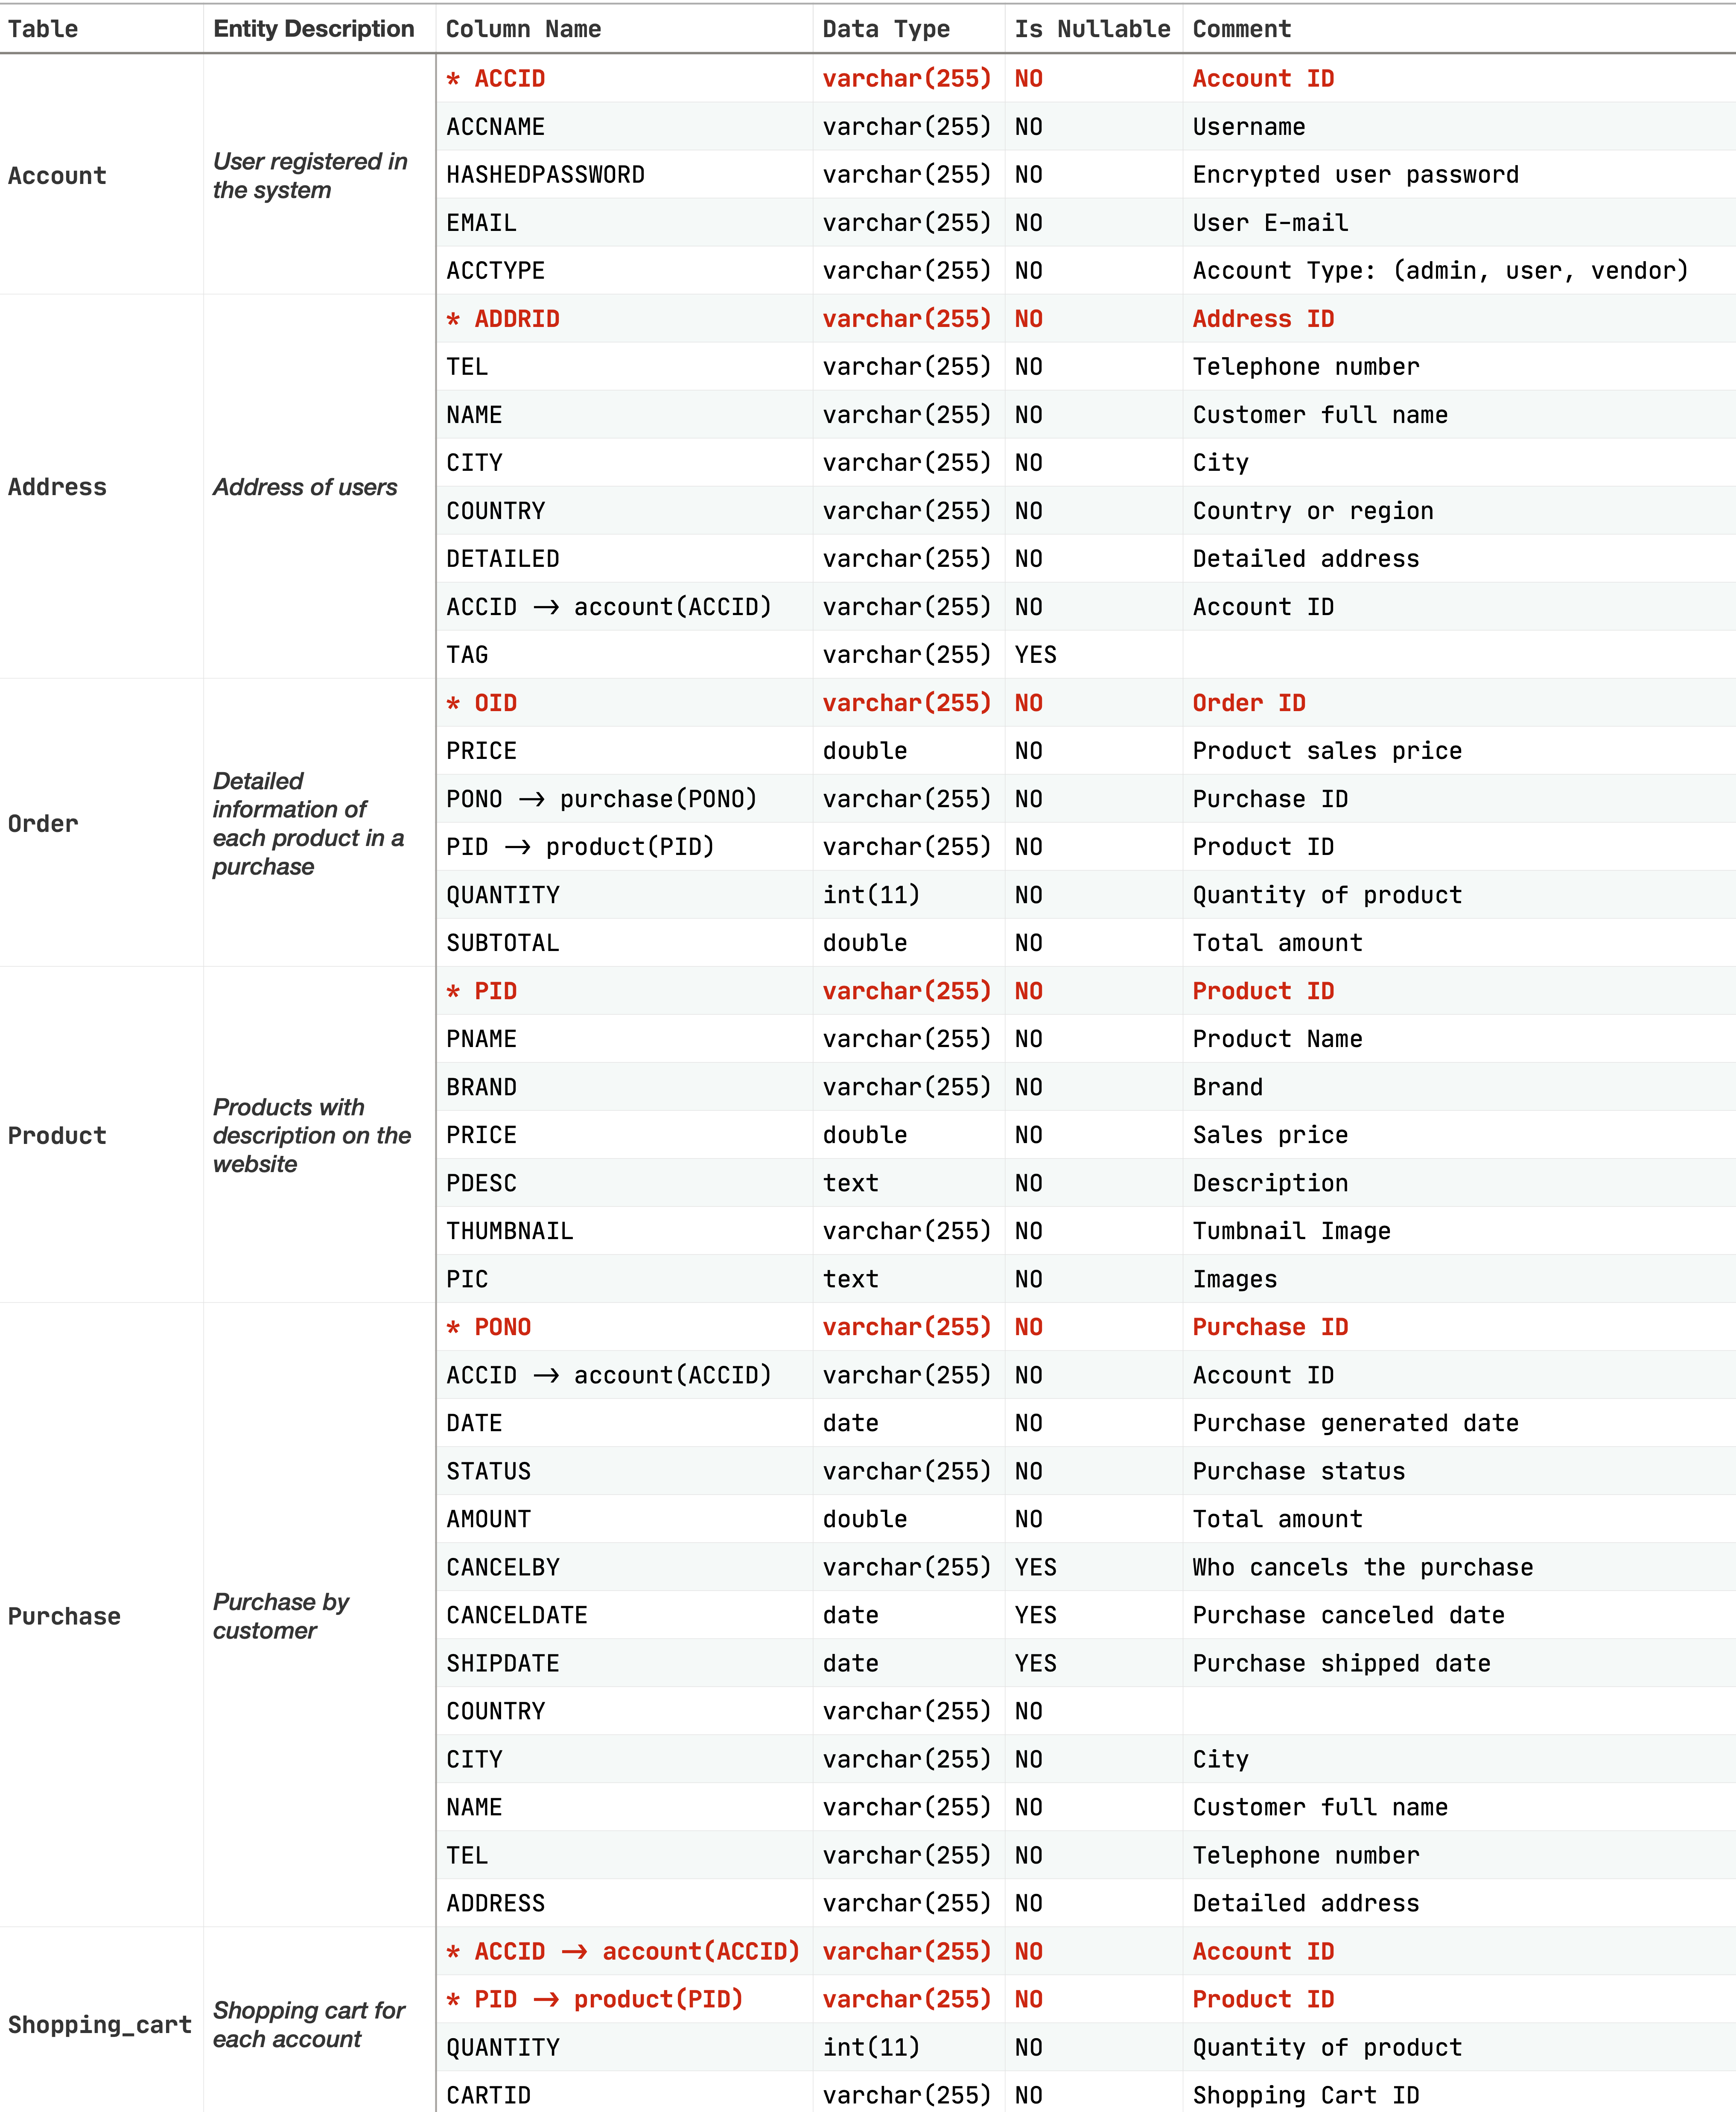 Table Entity Description Column Name Data Type Is Nullable Comment
Account
User registered in
the system
* ACCID varchar(255) NO Account ID
ACCNAME varchar(255) NO Username
HASHEDPASSWORD varchar(255) NO Encrypted user password
EMAIL varchar(255) NO User E-mail
ACCTYPE varchar(255) NO Account Type: (admin, user, vendor)
Address
Address of users
* ADDRID varchar(255) NO Address ID
TEL varchar(255) NO Telephone number
NAME varchar(255) NO Customer full name
CITY varchar(255) NO City
COUNTRY varchar(255) NO Country or region
DETAILED varchar(255) NO Detailed address
ACCID → account(ACCID) varchar(255) NO Account ID
TAG varchar(255) YES
Order
Detailed
information of
each product in a
purchase
* OID varchar(255) NO Order ID
PRICE double NO Product sales price
PONO → purchase(PONO) varchar(255) NO Purchase ID
PID → product(PID) varchar(255) NO Product ID
QUANTITY int(11) NO Quantity of product
SUBTOTAL double NO Total amount
Product
Products with
description on the
website
* PID varchar(255) NO Product ID
PNAME varchar(255) NO Product Name
BRAND varchar(255) NO Brand
PRICE double NO Sales price
PDESC text NO Description
THUMBNAIL varchar(255) NO Tumbnail Image
PIC text NO Images
Purchase
Purchase by
customer
* PONO varchar(255) NO Purchase ID
ACCID → account(ACCID) varchar(255) NO Account ID
DATE date NO Purchase generated date
STATUS varchar(255) NO Purchase status
AMOUNT double NO Total amount
CANCELBY varchar(255) YES Who cancels the purchase
CANCELDATE date YES Purchase canceled date
SHIPDATE date YES Purchase shipped date
COUNTRY varchar(255) NO
CITY varchar(255) NO City
NAME varchar(255) NO Customer full name
TEL varchar(255) NO Telephone number
ADDRESS varchar(255) NO Detailed address
Shopping_cart
Shopping cart for
each account
* ACCID → account(ACCID) varchar(255) NO Account ID
* PID → product(PID) varchar(255) NO Product ID
QUANTITY int(11) NO Quantity of product
CARTID varchar(255) NO Shopping Cart ID